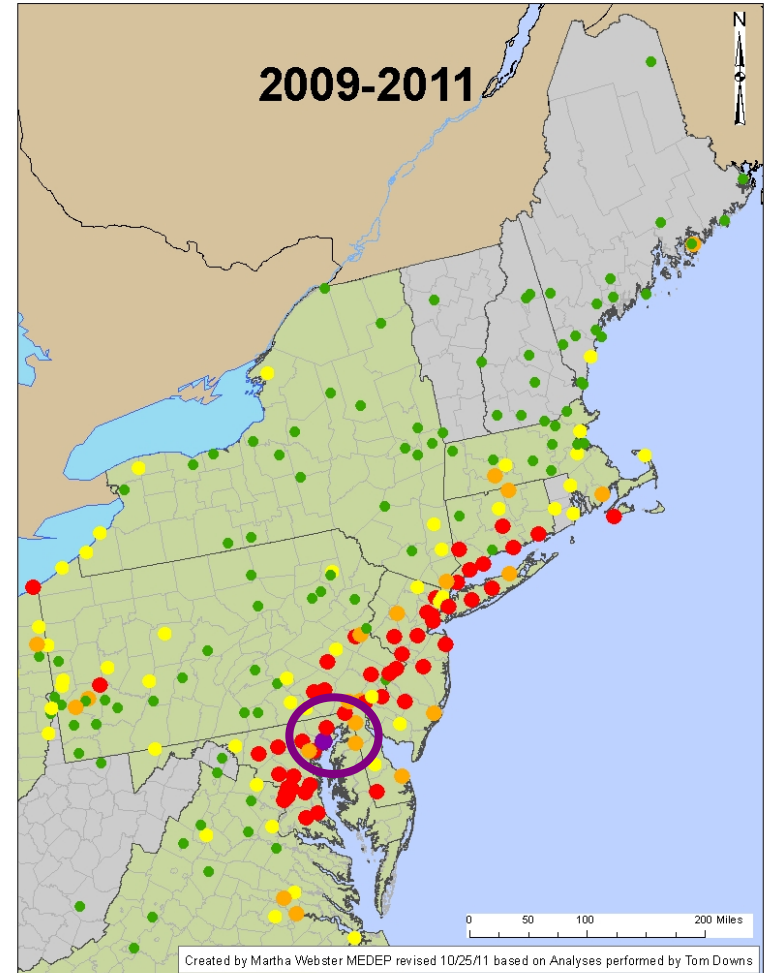 N
2009-2011
0 50 100 200 Miles
Created by Martha Webster MEDEP revised 10/25/11 based on Analyses performed by Tom Downs